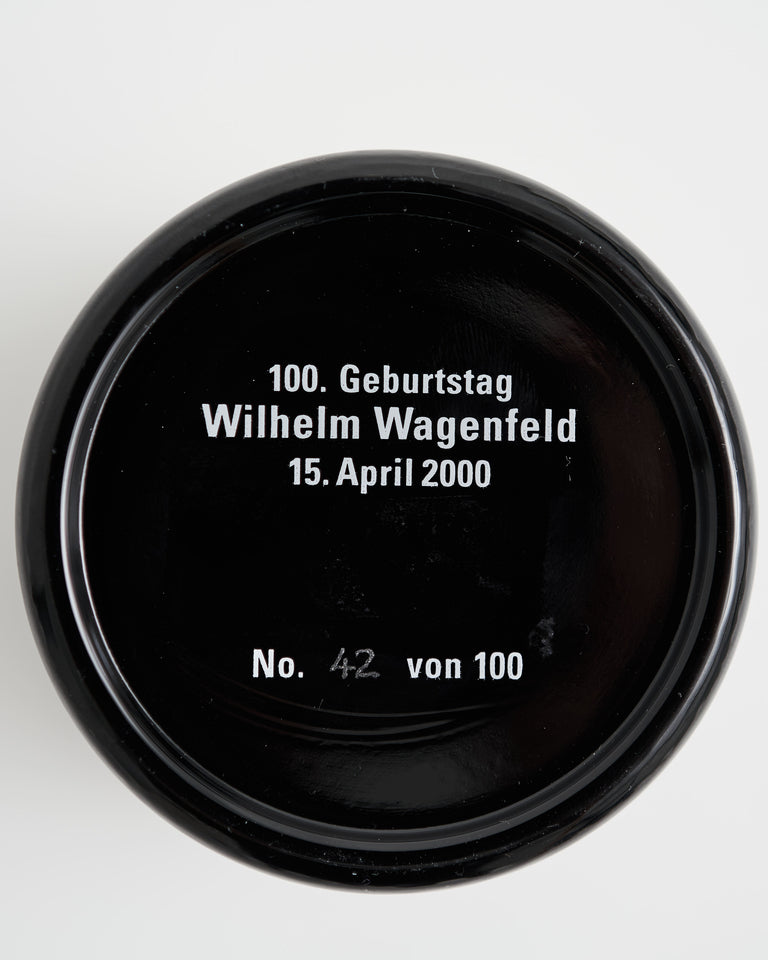 100. Geburtstag
Wilhelm Wagenfeld
15. April 2000
No. 42 von 100